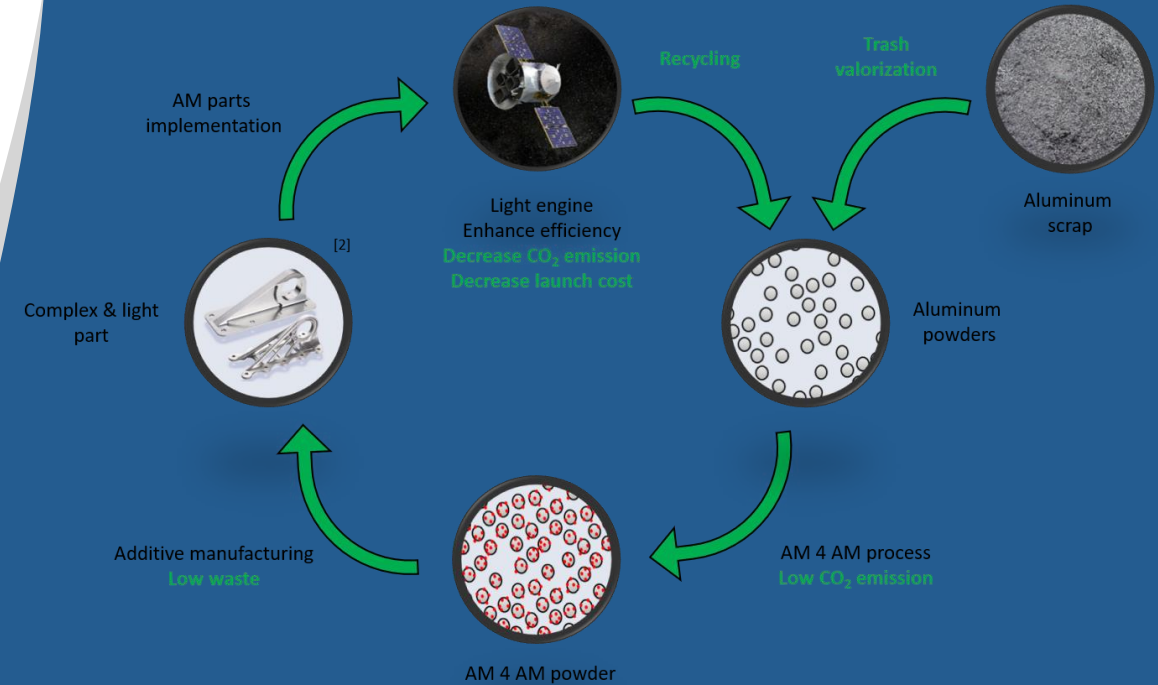 Recycling
Trash
valorization
AM parts
implementation
Light engine
Enhance efficiency
Decrease CO₂ emission
Decrease launch cost
Aluminum
scrap
[2]
Complex & light
part
Aluminum
powders
Additive manufacturing
Low waste
AM 4 AM process
Low CO₂ emission
AM 4 AM powder